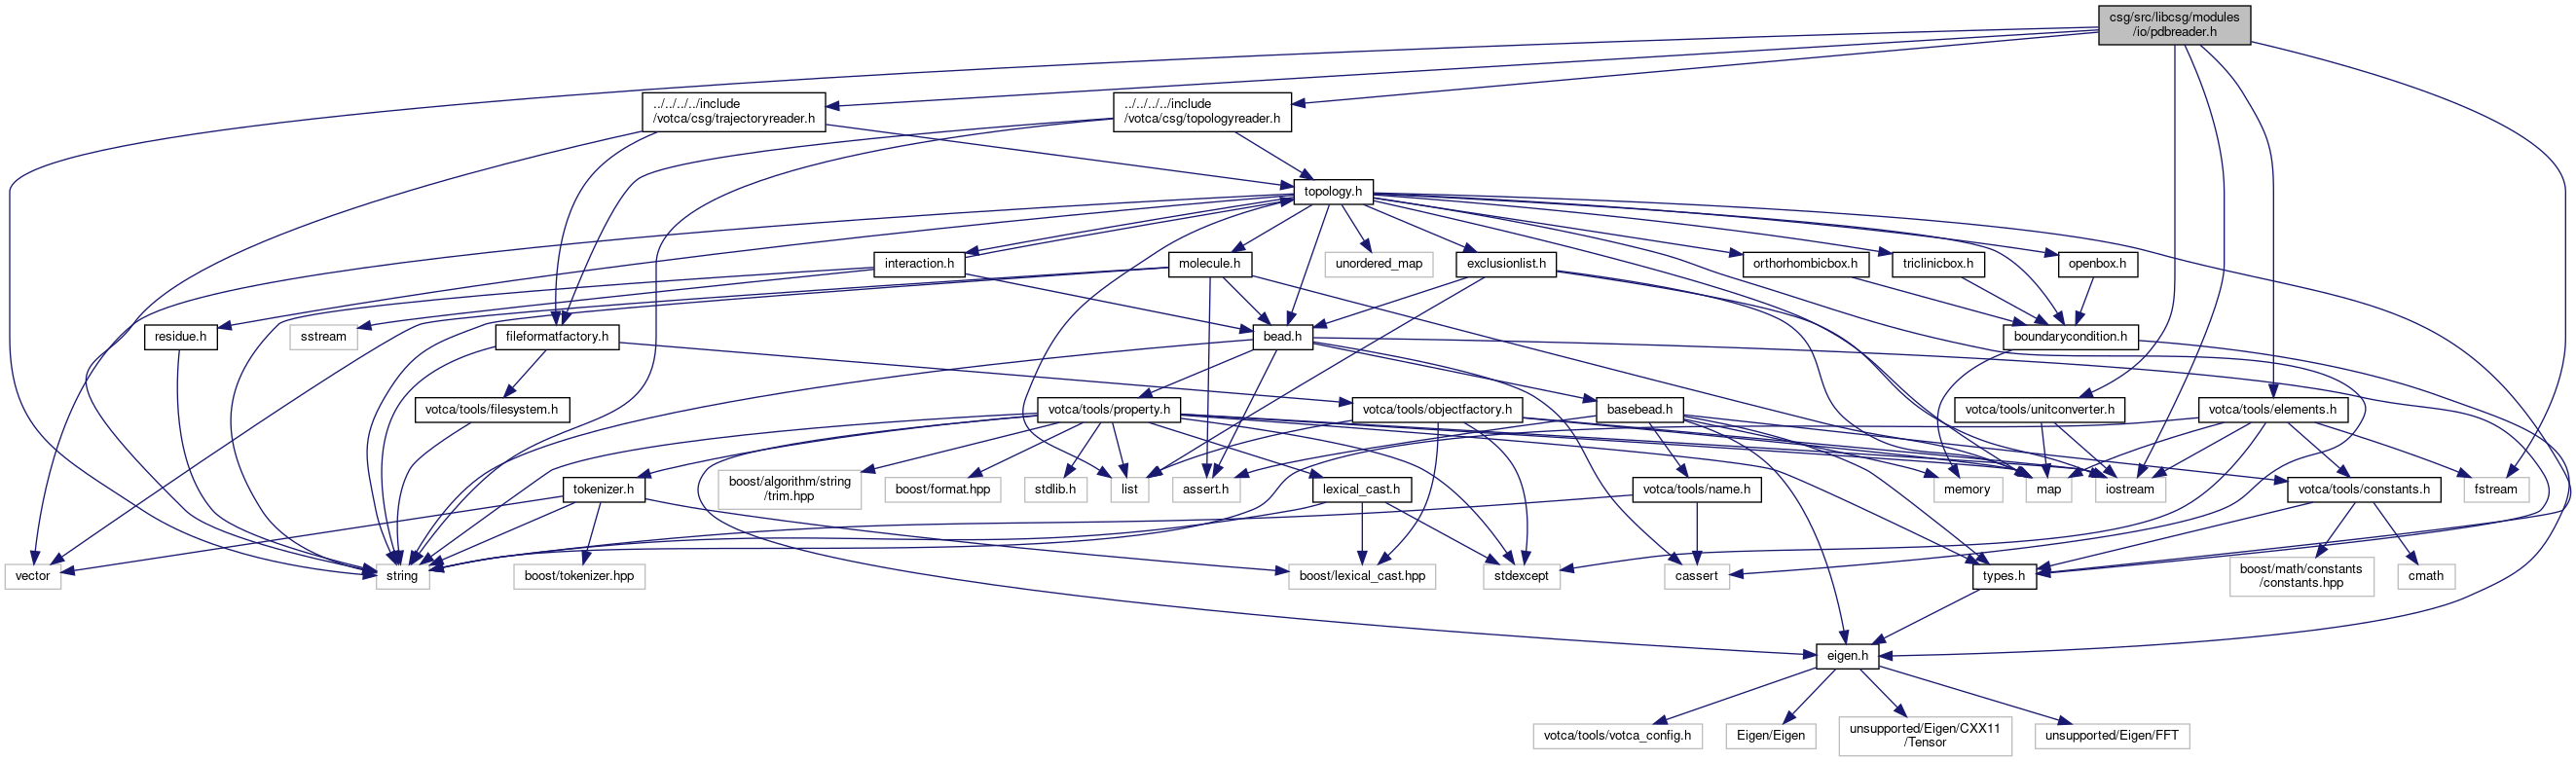 csg/src/libcsg/modules
/io/pdbreader.h
../../../../include
/votca/csg/trajectoryreader.h
../../../../include
/votca/csg/topologyreader.h
topology.h
interaction.h
molecule.h
unordered_map
exclusionlist.h
orthorhombicbox.h
triclinicbox.h
openbox.h
residue.h
sstream
fileformatfactory.h
bead.h
boundarycondition.h
votca/tools/filesystem.h
votca/tools/property.h
votca/tools/objectfactory.h
basebead.h
votca/tools/unitconverter.h
votca/tools/elements.h
tokenizer.h
boost/algorithm/string
/trim.hpp
boost/format.hpp
stdlib.h
list
assert.h
lexical_cast.h
votca/tools/name.h
memory
map
iostream
votca/tools/constants.h
fstream
vector
string
boost/tokenizer.hpp
boost/lexical_cast.hpp
stdexcept
cassert
types.h
boost/math/constants
/constants.hpp
cmath
eigen.h
votca/tools/votca_config.h
Eigen/Eigen
unsupported/Eigen/CXX11
/Tensor
unsupported/Eigen/FFT